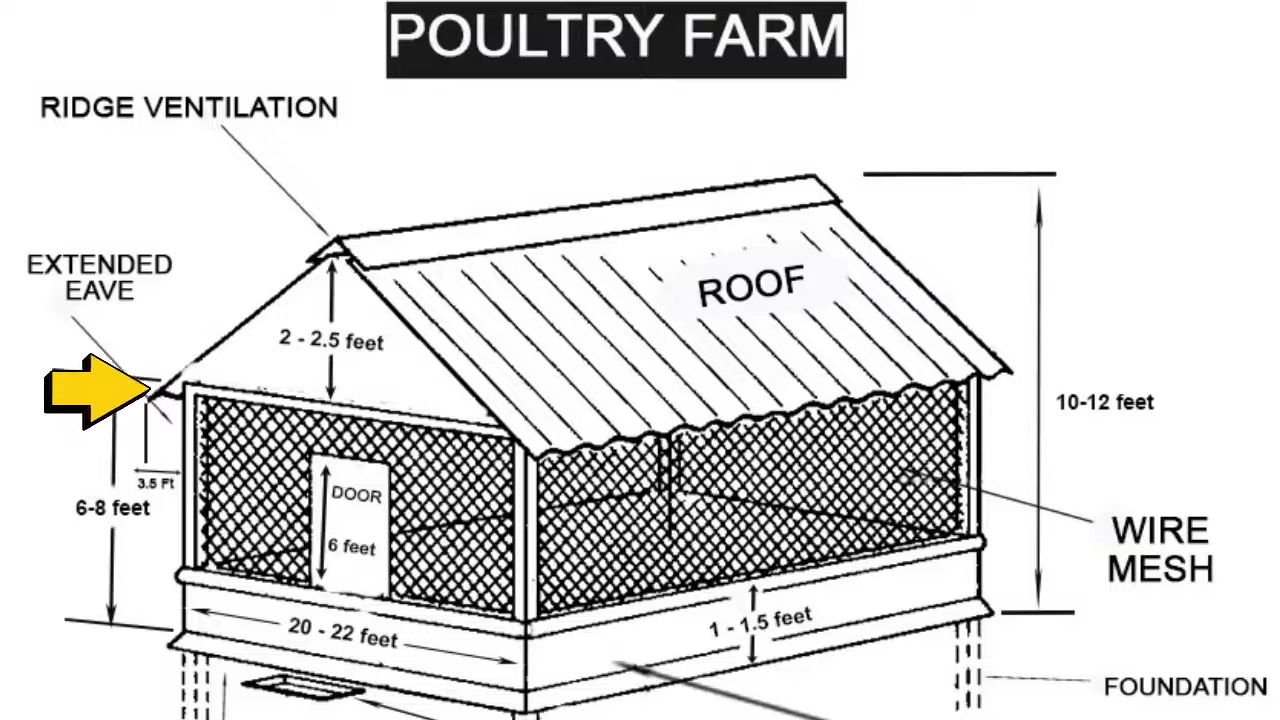 POULTRY FARM
RIDGE VENTILATION
EXTENDED
EAVE
ROOF
2 - 2.5 feet
10-12 feet
3.5 Ft
6-8 feet
DOOR
6 feet
WIRE
MESH
20 - 22 feet
1 - 1.5 feet
FOUNDATION